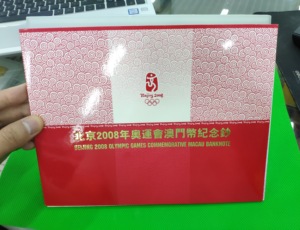 Beijing 2008
北京2008年奧運會澳門幣紀念鈔
BEIJING 2008 OLYMPIC GAMES COMMEMORATIVE MACAU BANKNOTE